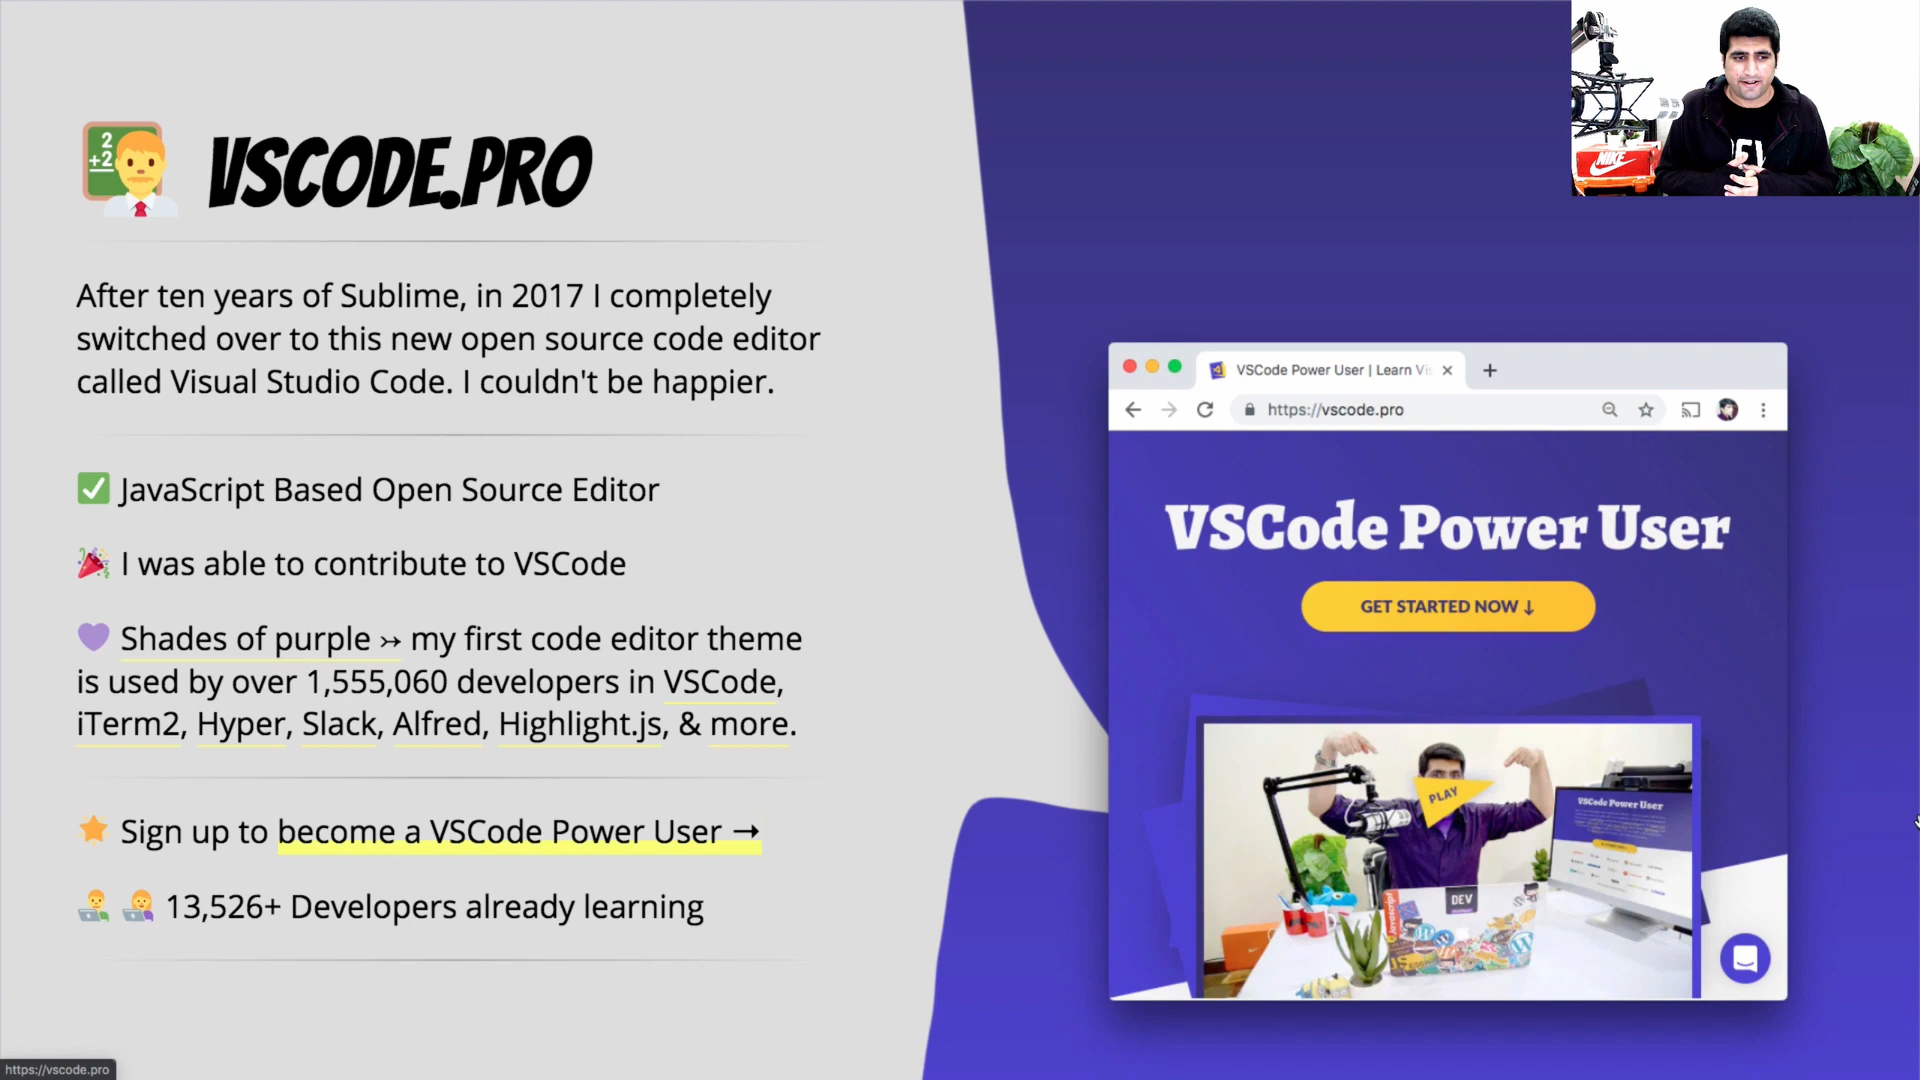 2
+2
VSCODE.PRO
After ten years of Sublime, in 2017 I completely
switched over to this new open source code editor
called Visual Studio Code. I couldn't be happier.
✅ JavaScript Based Open Source Editor
🎉 I was able to contribute to VSCode
💜 Shades of purple ↣ my first code editor theme
is used by over 1,555,060 developers in VSCode,
iTerm2, Hyper, Slack, Alfred, Highlight.js, & more.
⭐ Sign up to become a VSCode Power User →
👨‍💻 👩‍💻 13,526+ Developers already learning
https://vscode.pro
NIKE
VSCode Power User | Learn Vi
https://vscode.pro
VSCode Power User
GET STARTED NOW ↓
PLAY
VSCode Power User
DEV
Javascript